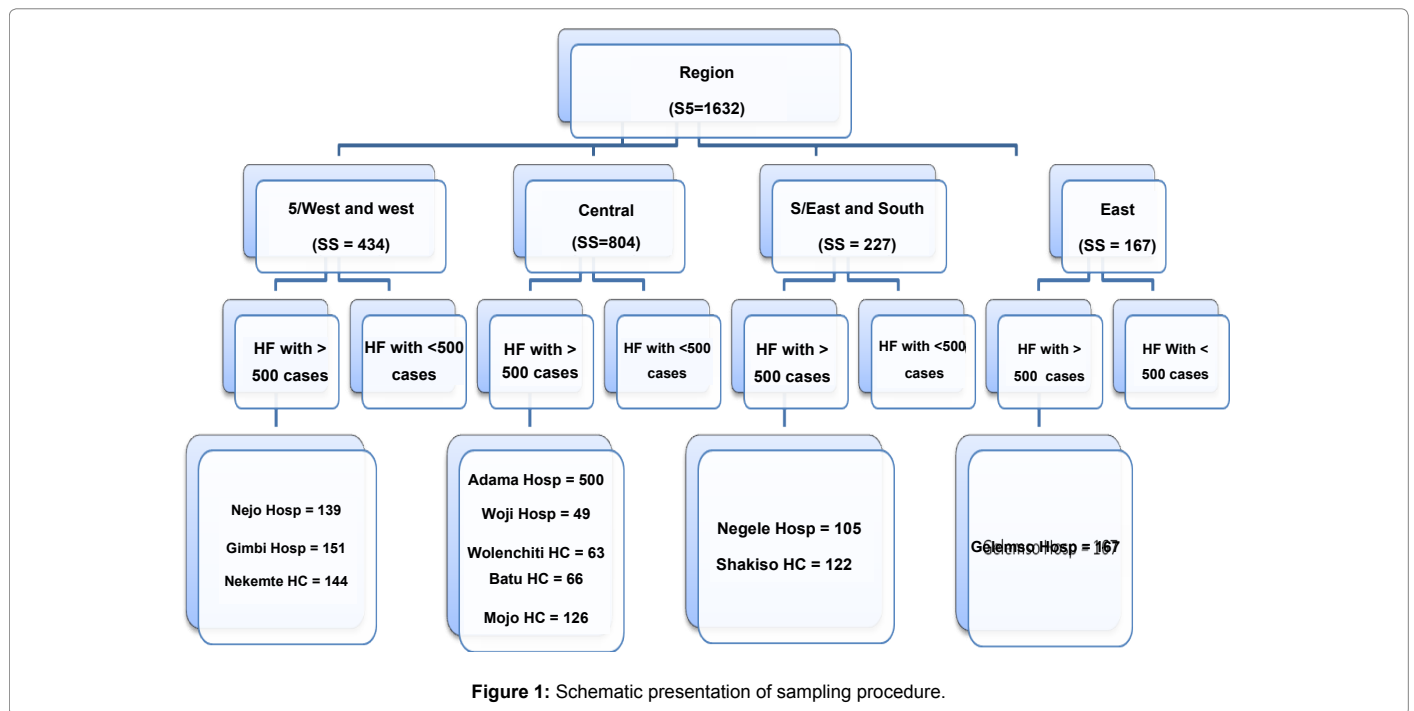 Region
(S5=1632)
5/West and west
(SS = 434)
Central
(SS=804)
S/East and South
(SS = 227)
East
(SS = 167)
HF with >
500 cases
HF with <500
cases
HF with >
500 cases
HF with <500
cases
HF with >
500 cases
HF with <500
cases
HF with >
500 cases
HF With <
500 cases
Nejo Hosp = 139
Gimbi Hosp = 151
Nekemte HC = 144
Adama Hosp = 500
Woji Hosp = 49
Wolenchiti HC = 63
Batu HC = 66
Mojo HC = 126
Negele Hosp = 105
Shakiso HC = 122
Gelemso Hosp = 167
Figure 1: Schematic presentation of sampling procedure.